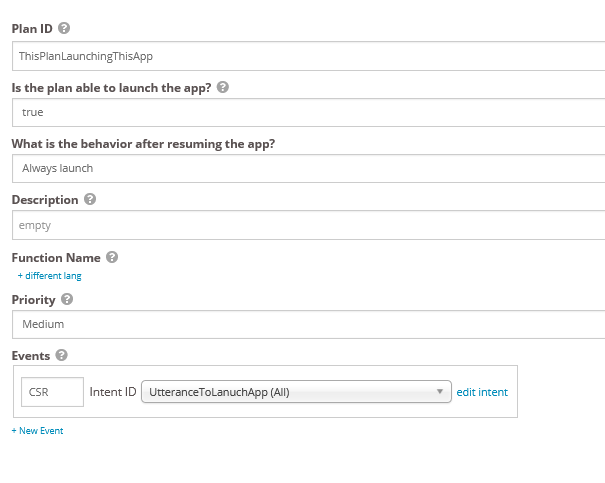 Plan ID ?
ThisPlanLaunchingThisApp
Is the plan able to launch the app? ?
true
What is the behavior after resuming the app?
Always launch
Description ?
empty
Function Name ?
+ different lang
Priority ?
Medium
Events ?
CSR Intent ID UtteranceToLanuchApp (All) edit intent
+ New Event